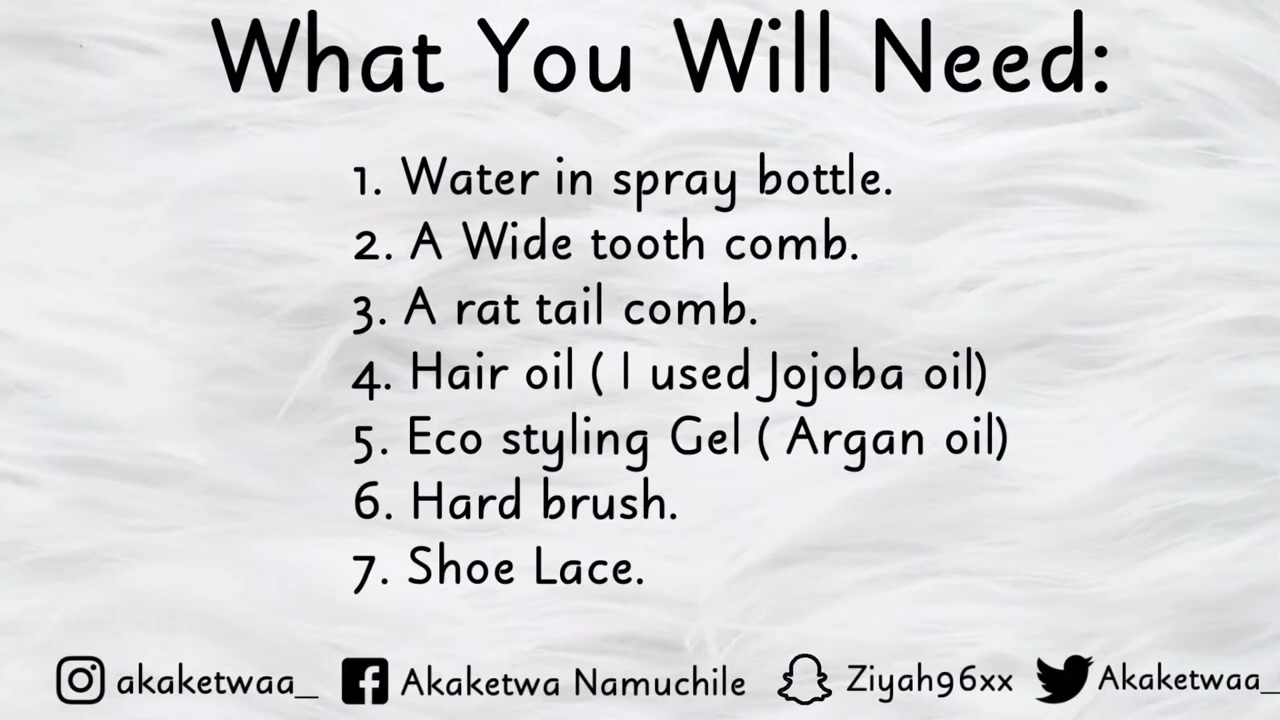 What You Will Need:
1. Water in spray bottle.
2. A Wide tooth comb.
3. A rat tail comb.
4. Hair oil ( I used Jojoba oil)
5. Eco styling Gel ( Argan oil)
6. Hard brush.
7. Shoe Lace.
akaketwaa_ Akaketwa Namuchile Ziyah96xx Akaketwaa_